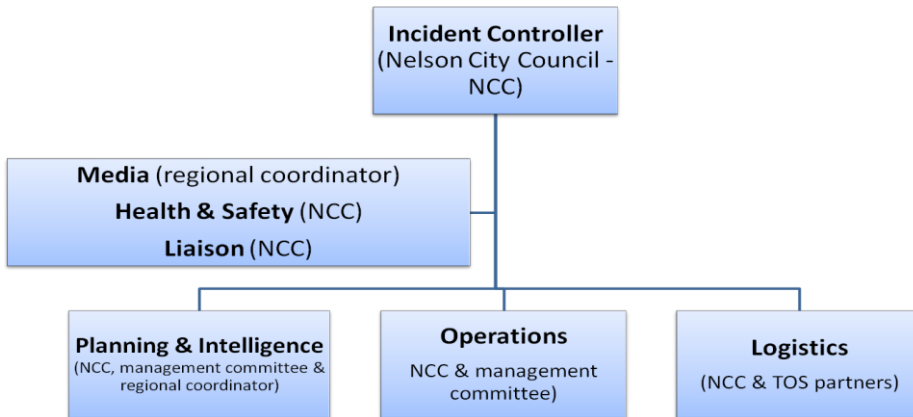 Incident Controller
(Nelson City Council -
NCC)
Media (regional coordinator)
Health & Safety (NCC)
Liaison (NCC)
Planning & Intelligence
(NCC, management committee &
regional coordinator)
Operations
NCC & management
committee)
Logistics
(NCC & TOS partners)